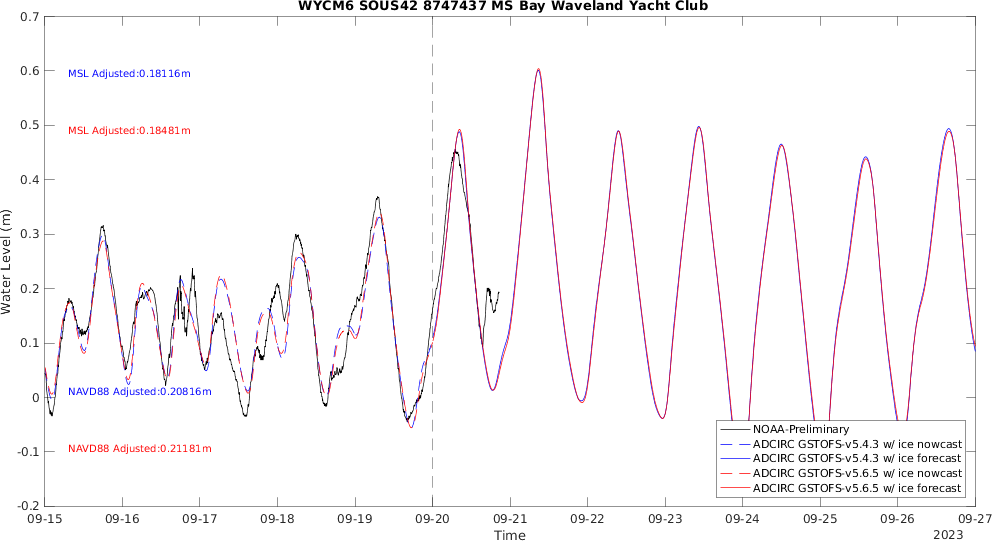 WYCM6 SOUS42 8747437 MS Bay Waveland Yacht Club
0.7
0.6
0.5
0.4
0.3
0.2
0.1
0
-0.1
-0.2
Water Level (m)
MSL Adjusted:0.18116m
MSL Adjusted:0.18481m
NAVD88 Adjusted:0.20816m
NAVD88 Adjusted:0.21181m
NOAA-Preliminary
ADCIRC GSTOFS-v5.4.3 w/ ice nowcast
ADCIRC GSTOFS-v5.4.3 w/ ice forecast
ADCIRC GSTOFS-v5.6.5 w/ ice nowcast
ADCIRC GSTOFS-v5.6.5 w/ ice forecast
09-15 09-16 09-17 09-18 09-19 09-20 09-21 09-22 09-23 09-24 09-25 09-26 09-27
Time
2023